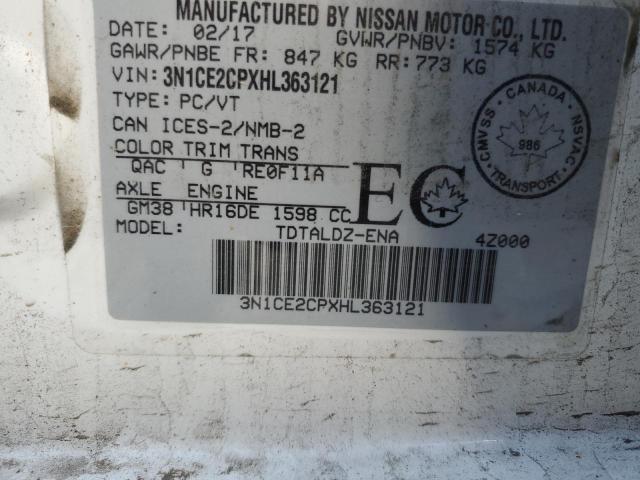 MANUFACTURED BY NISSAN MOTOR CO., LTD.
DATE: 02/17 GVWR/PNBV: 1574 KG
GAWR/PNBE FR: 847 KG RR: 773 KG
VIN: 3N1CE2CPXHL363121
TYPE: PC/VT
CAN ICES-2/NMB-2
COLOR TRIM TRANS
QAC G RE0F11A
AXLE ENGINE
GM38 HR16DE 1598 CC
MODEL: TDTALDZ-ENA 4Z000
EC
CANADA
CMVSS
NSVAC
986
TRANSPORT
3N1CE2CPXHL363121